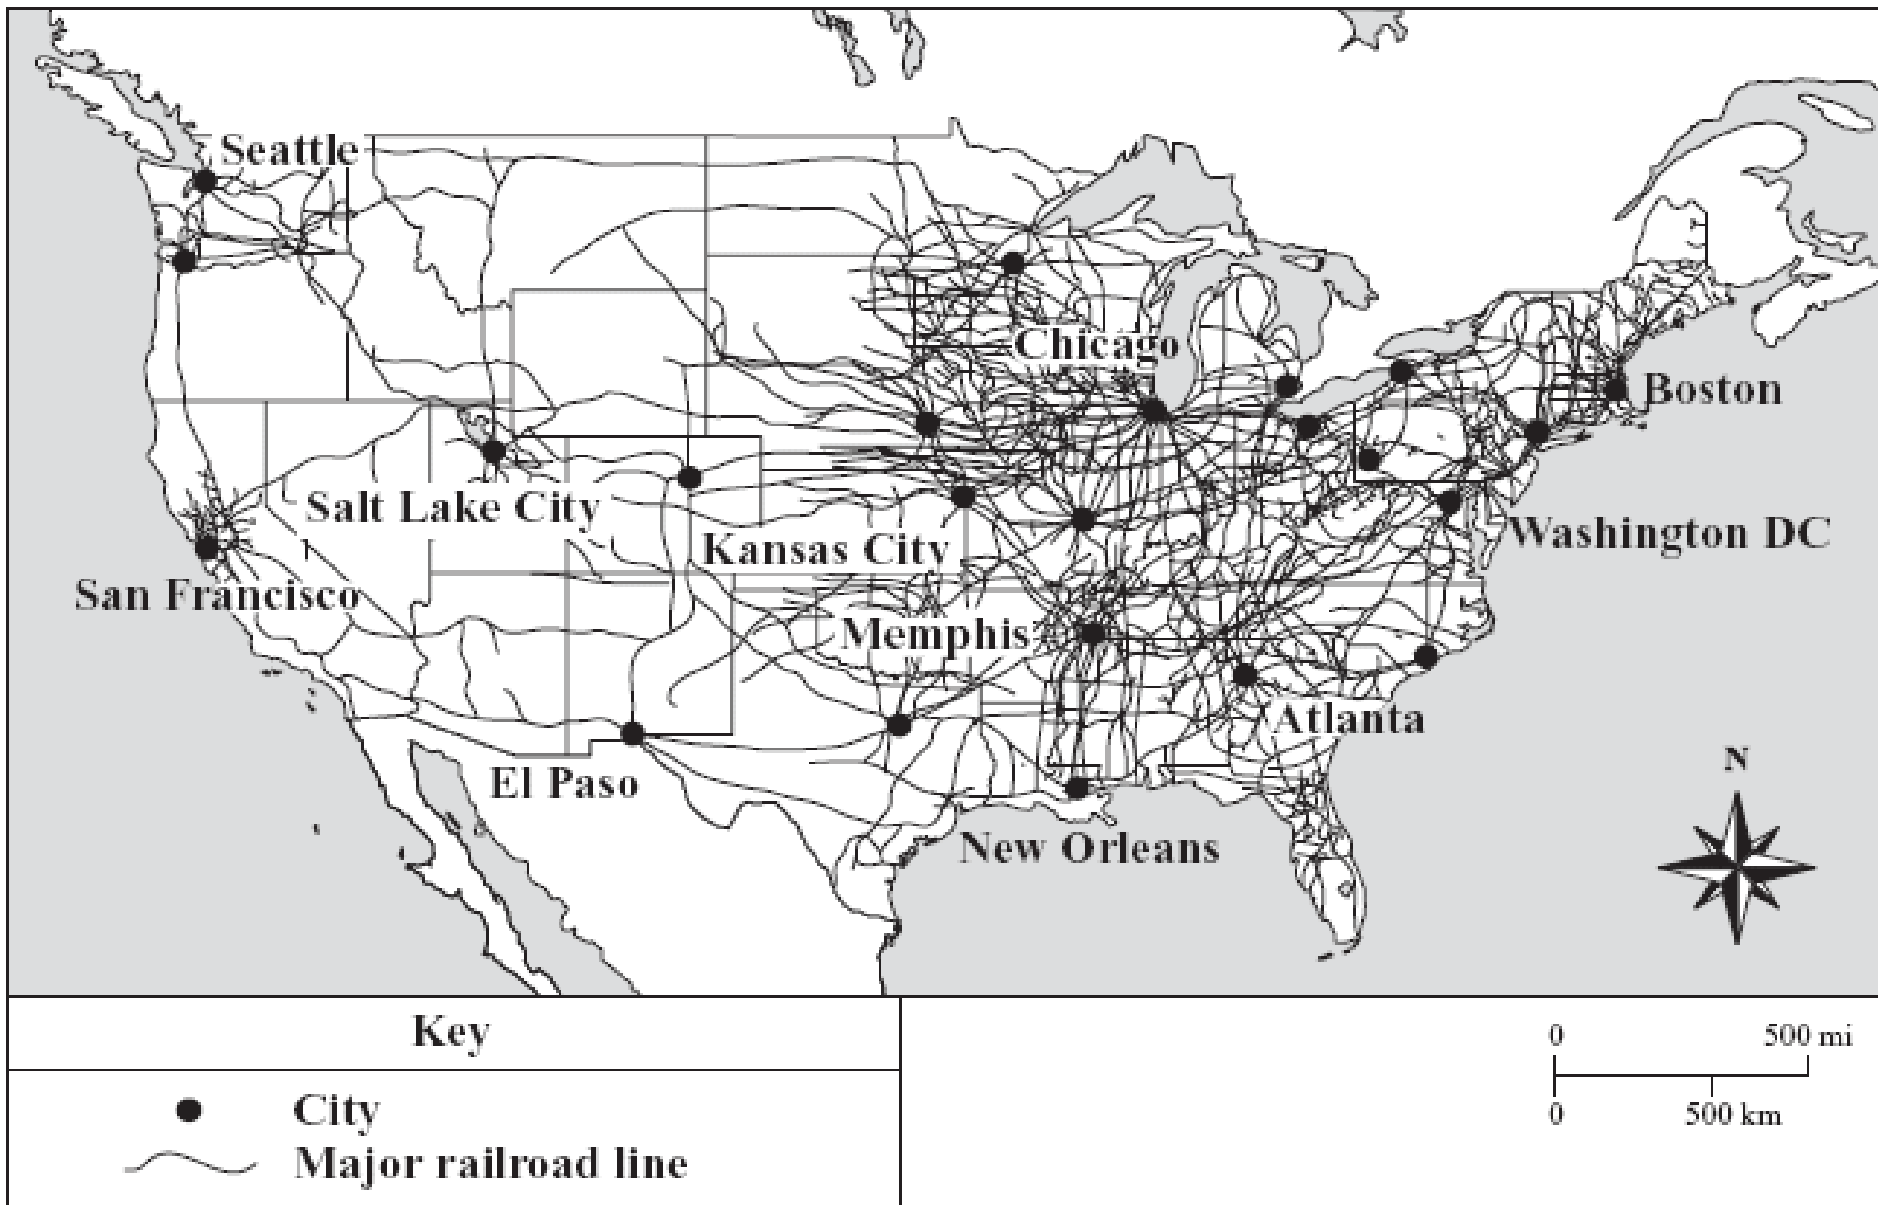 Seattle
Chicago
Boston
Salt Lake City
Washington DC
Kansas City
San Francisco
Memphis
Atlanta
N
El Paso
New Orleans
Key
City
Major railroad line
0 500 mi
0 500 km